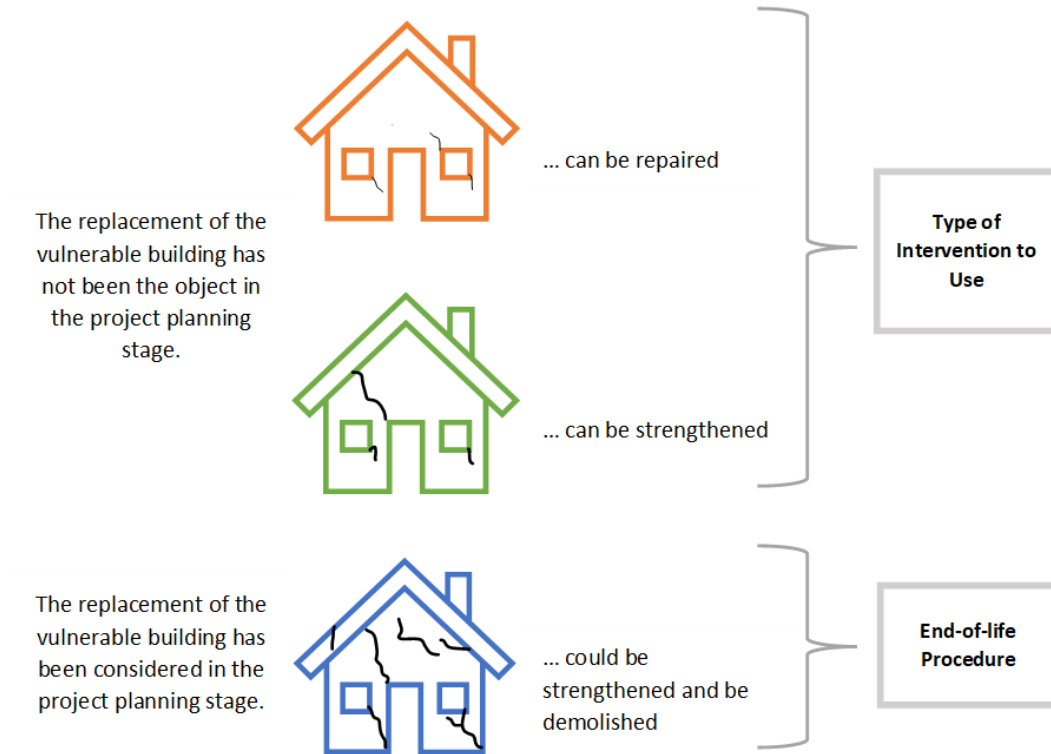 ... can be repaired
The replacement of the
vulnerable building has
not been the object in
the project planning
stage.
Type of
Intervention to
Use
... can be strengthened
The replacement of the
vulnerable building has
been considered in the
project planning stage.
... could be
strengthened and be
demolished
End-of-life
Procedure